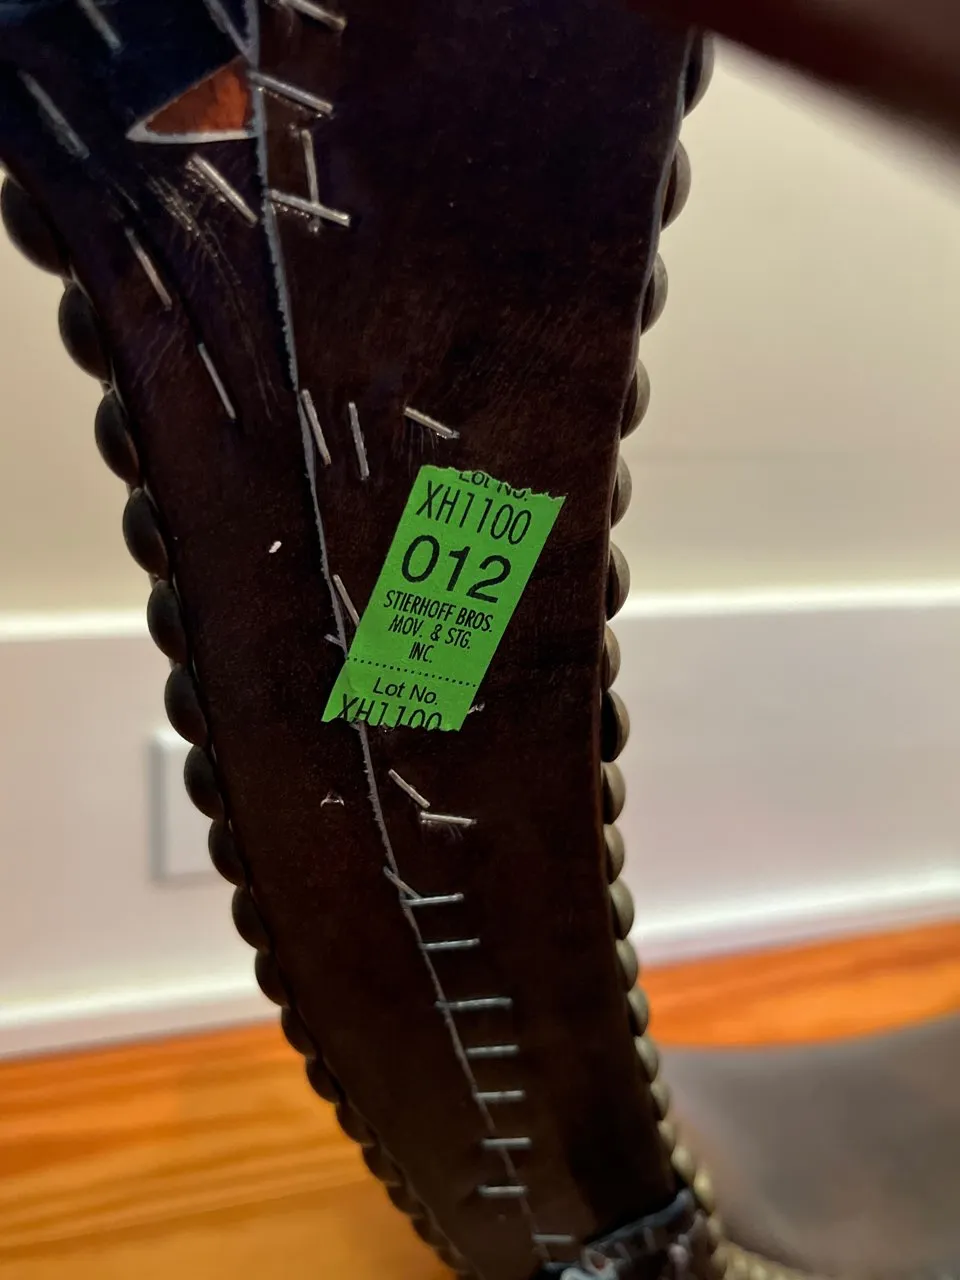 Lot No.
XH1100
012
STIERHOFF BROS.
MOV. & STG.
INC.
Lot No.
XH1100